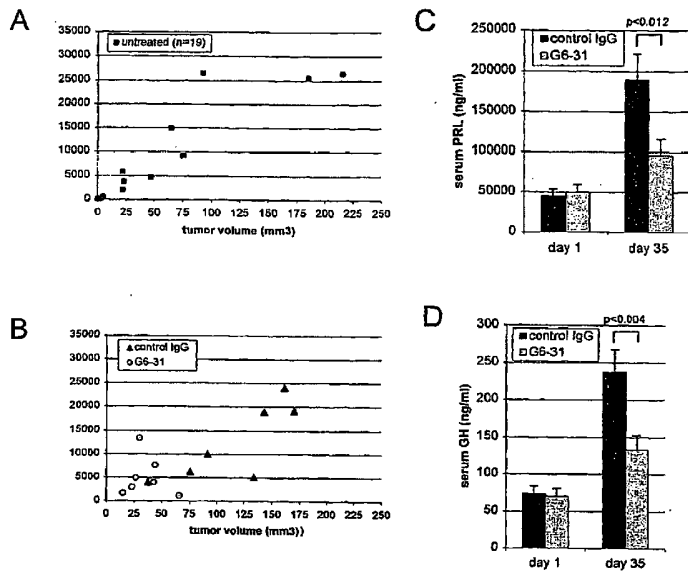 A
untreated (n=19)
35000
30000
25000
20000
15000
10000
5000
0
0 25 50 75 100 125 150 175 200 225 250
tumor volume (mm3)
B
control IgG
G6-31
35000
30000
25000
20000
15000
10000
5000
0
0 25 50 75 100 125 150 175 200 225 250
tumor volume (mm3))
C
p<0.012
control IgG
G6-31
serum PRL (ng/ml)
250000
200000
150000
100000
50000
0
day 1 day 35
D
p<0.004
control IgG
G6-31
serum GH (ng/ml)
300
250
200
150
100
50
0
day 1 day 35